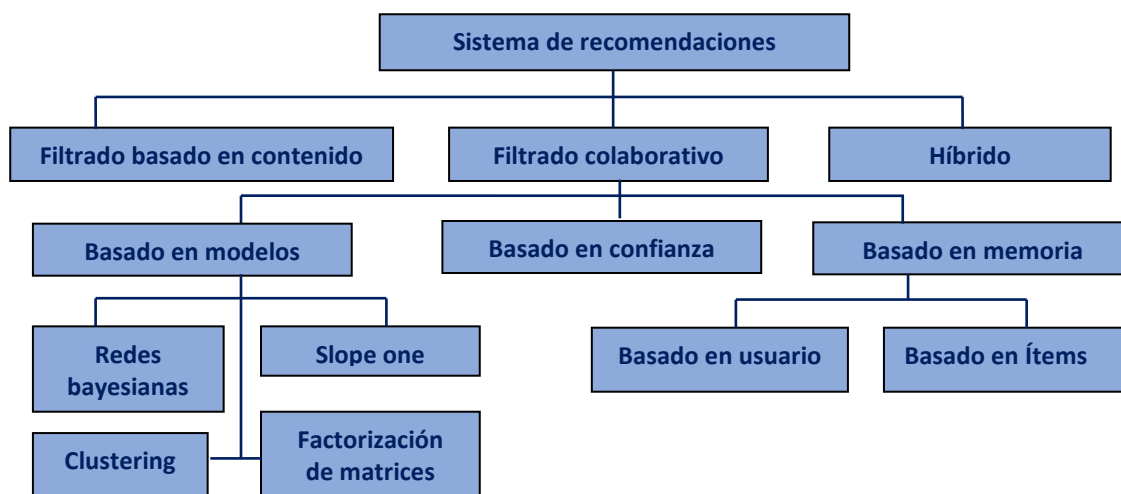 Sistema de recomendaciones
Filtrado basado en contenido
Filtrado colaborativo
Híbrido
Basado en modelos
Basado en confianza
Basado en memoria
Redes
bayesianas
Slope one
Basado en usuario
Basado en Ítems
Clustering
Factorización
de matrices